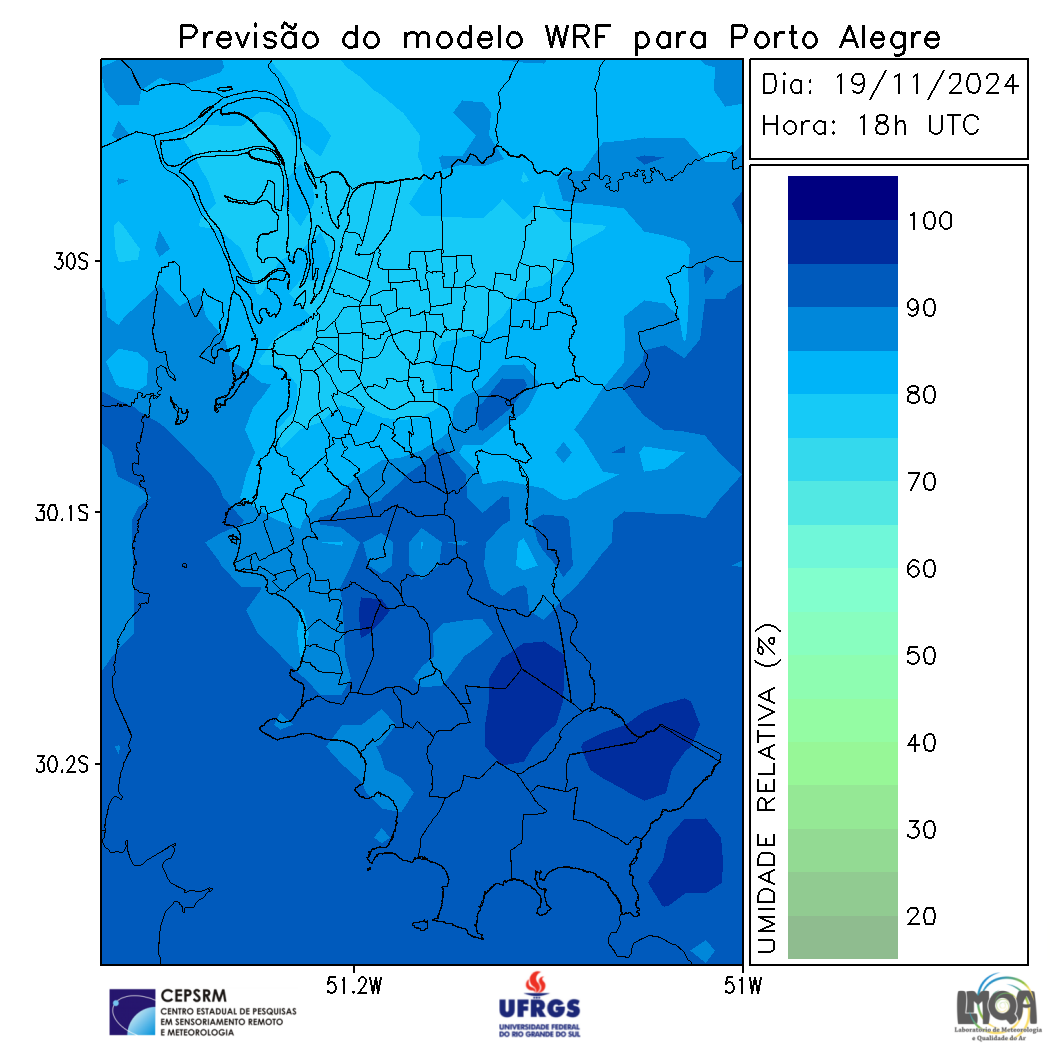 Previsão do modelo WRF para Porto Alegre
Dia: 19/11/2024
Hora: 18h UTC
100
90
80
70
60
50
40
30
20
UMIDADE RELATIVA (%)
30S
30.1S
30.2S
51.2W
51W
CEPSRM
CENTRO ESTADUAL DE PESQUISAS
EM SENSORIAMENTO REMOTO
E METEOROLOGIA
UFRGS
UNIVERSIDADE FEDERAL
DO RIO GRANDE DO SUL
LMQA
Laboratório de Meteorologia
e Qualidade do Ar